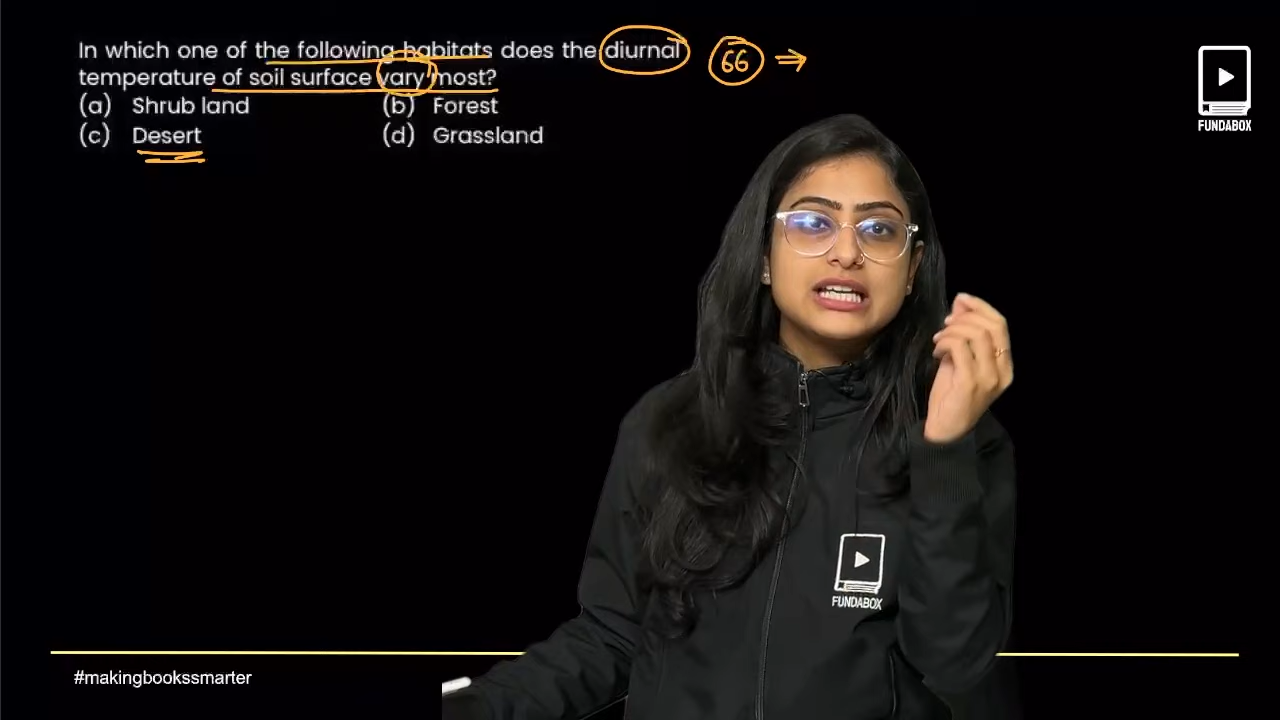 In which one of the following habitats does the diurnal 66
temperature of soil surface vary most?
(a) Shrub land (b) Forest
(c) Desert (d) Grassland
FUNDABOX
FUNDABOX
#makingbookssmarter